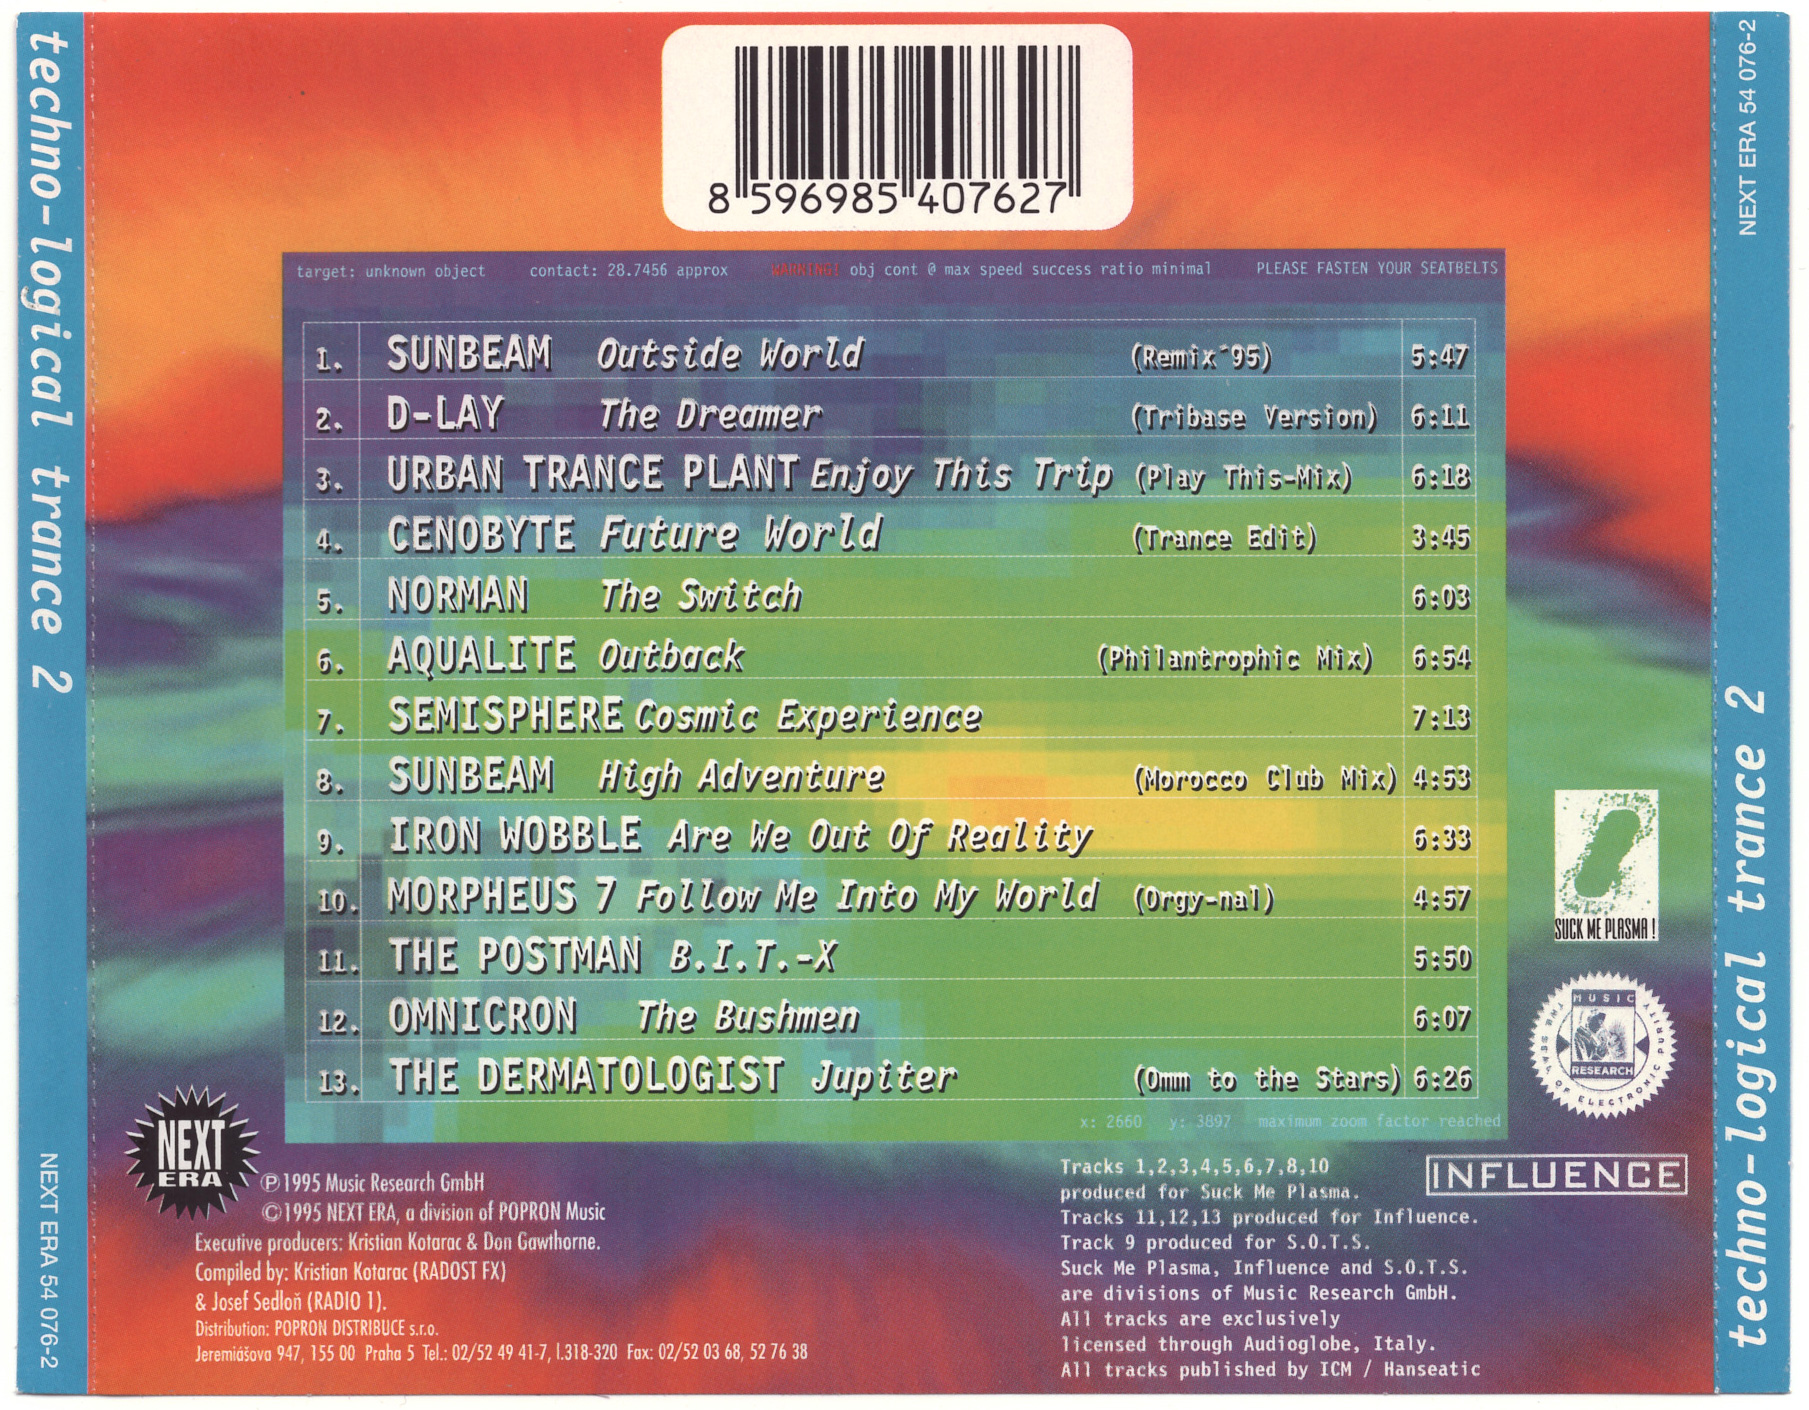 techno-logical trance 2
NEXT ERA 54 076-2
8 596985 407627
target: unknown object contact: 28.7456 approx WARNING! obj cont @ max speed success ratio minimal PLEASE FASTEN YOUR SEATBELTS
1. SUNBEAM Outside World (Remix´95) 5:47
2. D-LAY The Dreamer (Tribase Version) 6:11
3. URBAN TRANCE PLANT Enjoy This Trip (Play This-Mix) 6:18
4. CENOBYTE Future World (Trance Edit) 3:45
5. NORMAN The Switch 6:03
6. AQUALITE Outback (Philantrophic Mix) 6:54
7. SEMISPHERE Cosmic Experience 7:13
8. SUNBEAM High Adventure (Morocco Club Mix) 4:53
9. IRON WOBBLE Are We Out Of Reality 6:33
10. MORPHEUS 7 Follow Me Into My World (Orgy-nal) 4:57
11. THE POSTMAN B.I.T.-X 5:50
12. OMNICRON The Bushmen 6:07
13. THE DERMATOLOGIST Jupiter (Omm to the Stars) 6:26
x: 2660 y: 3897 maximum zoom factor reached
SUCK ME PLASMA!
MUSIC
RESEARCH
THE SEAL OF ELECTRONIC PURITY
NEXT
ERA
℗1995 Music Research GmbH
©1995 NEXT ERA, a division of POPRON Music
Executive producers: Kristian Kotarac & Don Gawthorne.
Compiled by: Kristian Kotarac (RADOST FX)
& Josef Sedloň (RADIO 1).
Distribution: POPRON DISTRIBUCE s.r.o.
Jeremiášova 947, 155 00 Praha 5 Tel.: 02/52 49 41-7, l.318-320 Fax: 02/52 03 68, 52 76 38
Tracks 1,2,3,4,5,6,7,8,10
produced for Suck Me Plasma.
Tracks 11,12,13 produced for Influence.
Track 9 produced for S.O.T.S.
Suck Me Plasma, Influence and S.O.T.S.
are divisions of Music Research GmbH.
All tracks are exclusively
licensed through Audioglobe, Italy.
All tracks published by ICM / Hanseatic
INFLUENCE
NEXT ERA 54 076-2
techno-logical trance 2